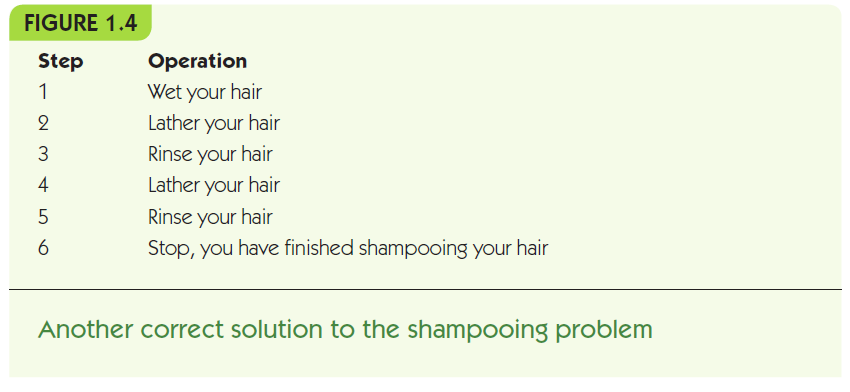 FIGURE 1.4
Step Operation
1 Wet your hair
2 Lather your hair
3 Rinse your hair
4 Lather your hair
5 Rinse your hair
6 Stop, you have finished shampooing your hair
Another correct solution to the shampooing problem